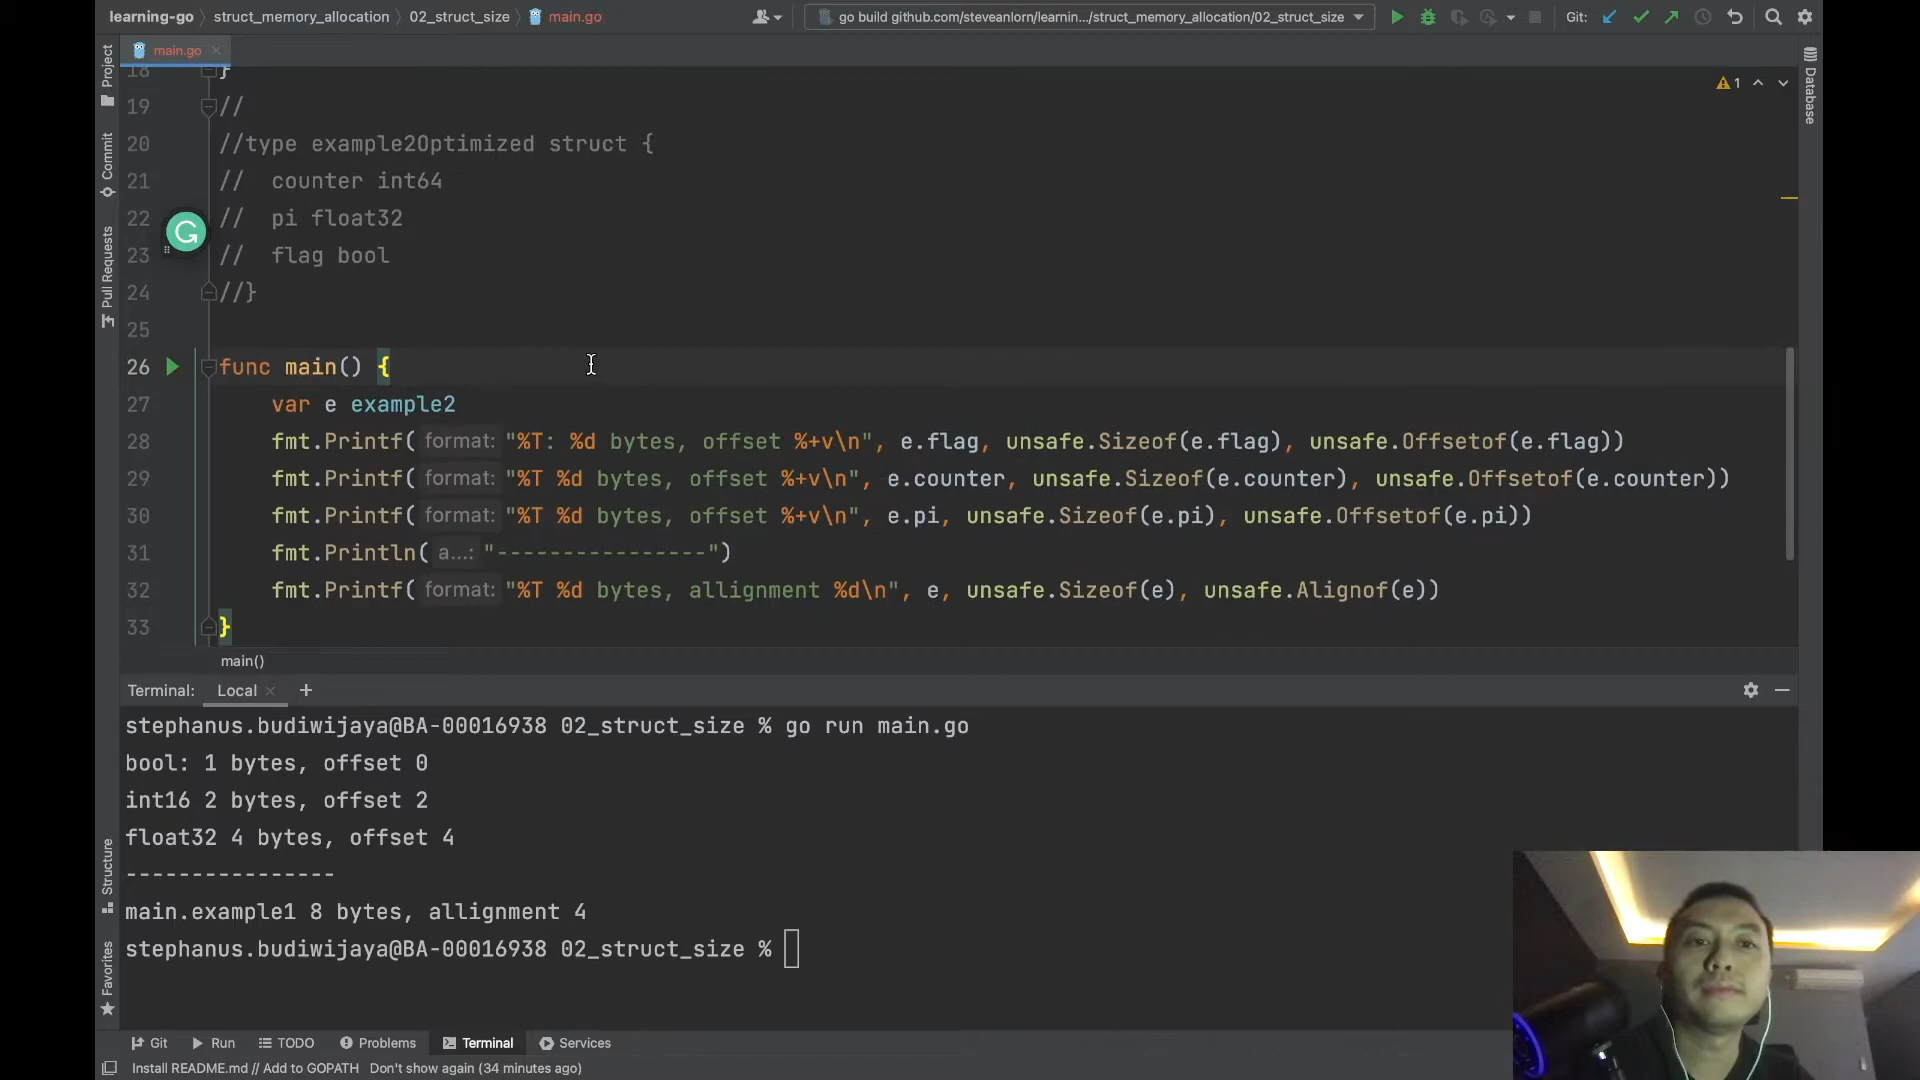 learning-go › struct_memory_allocation › 02_struct_size › main.go
go build github.com/steveanlorn/learnin.../struct_memory_allocation/02_struct_size
Git:
main.go
Project
Commit
Pull Requests
Structure
Favorites
Database
1
18 }
19 //
20 //type example2Optimized struct {
21 //  counter int64
22 //  pi float32
23 //  flag bool
24 //}
25
26 func main() {
27     var e example2
28     fmt.Printf( format: "%T: %d bytes, offset %+v\n", e.flag, unsafe.Sizeof(e.flag), unsafe.Offsetof(e.flag))
29     fmt.Printf( format: "%T %d bytes, offset %+v\n", e.counter, unsafe.Sizeof(e.counter), unsafe.Offsetof(e.counter))
30     fmt.Printf( format: "%T %d bytes, offset %+v\n", e.pi, unsafe.Sizeof(e.pi), unsafe.Offsetof(e.pi))
31     fmt.Println( a...: "----------------")
32     fmt.Printf( format: "%T %d bytes, allignment %d\n", e, unsafe.Sizeof(e), unsafe.Alignof(e))
33 }
main()
Terminal: Local +
stephanus.budiwijaya@BA-00016938 02_struct_size % go run main.go
bool: 1 bytes, offset 0
int16 2 bytes, offset 2
float32 4 bytes, offset 4
----------------
main.example1 8 bytes, allignment 4
stephanus.budiwijaya@BA-00016938 02_struct_size %
Git Run TODO Problems Terminal Services
Install README.md // Add to GOPATH Don't show again (34 minutes ago)